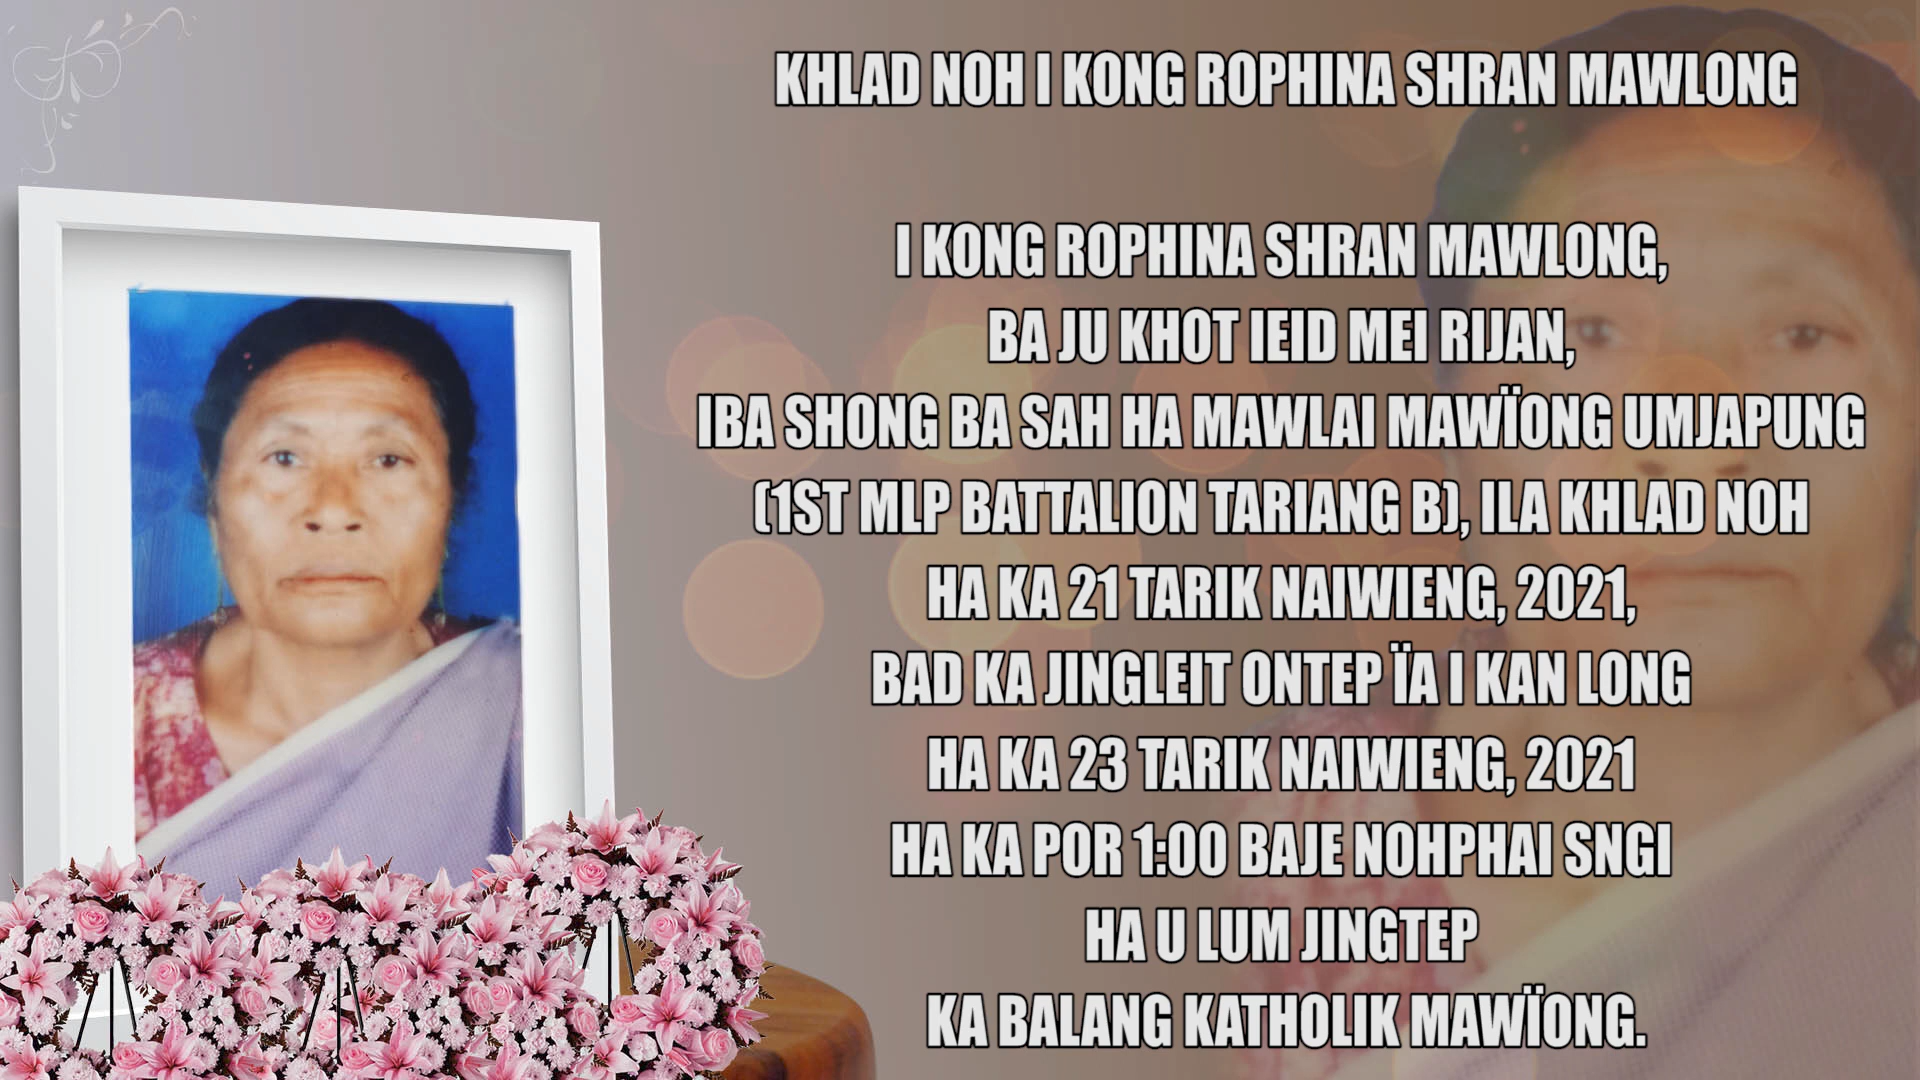 KHLAD NOH I KONG ROPHINA SHRAN MAWLONG
I KONG ROPHINA SHRAN MAWLONG,
BA JU KHOT IEID MEI RIJAN,
IBA SHONG BA SAH HA MAWLAI MAWÏONG UMJAPUNG
(1ST MLP BATTALION TARIANG B), ILA KHLAD NOH
HA KA 21 TARIK NAIWIENG, 2021,
BAD KA JINGLEIT ONTEP ÏA I KAN LONG
HA KA 23 TARIK NAIWIENG, 2021
HA KA POR 1:00 BAJE NOHPHAI SNGI
HA U LUM JINGTEP
KA BALANG KATHOLIK MAWÏONG.